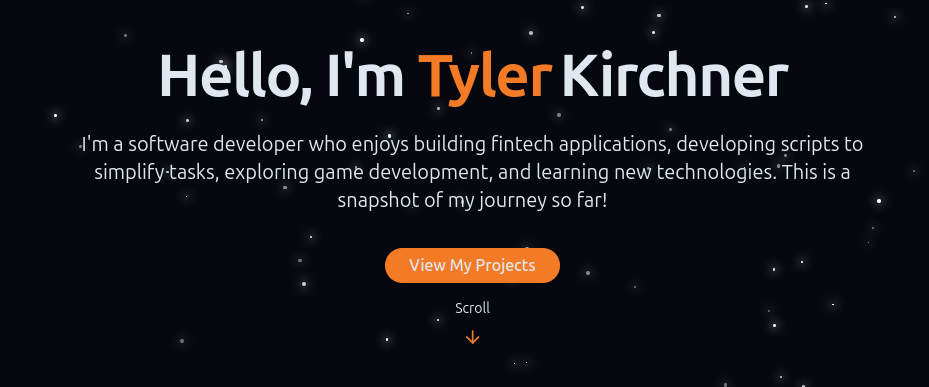 Hello, I'm Tyler Kirchner
I'm a software developer who enjoys building fintech applications, developing scripts to
simplify tasks, exploring game development, and learning new technologies. This is a
snapshot of my journey so far!
View My Projects
Scroll